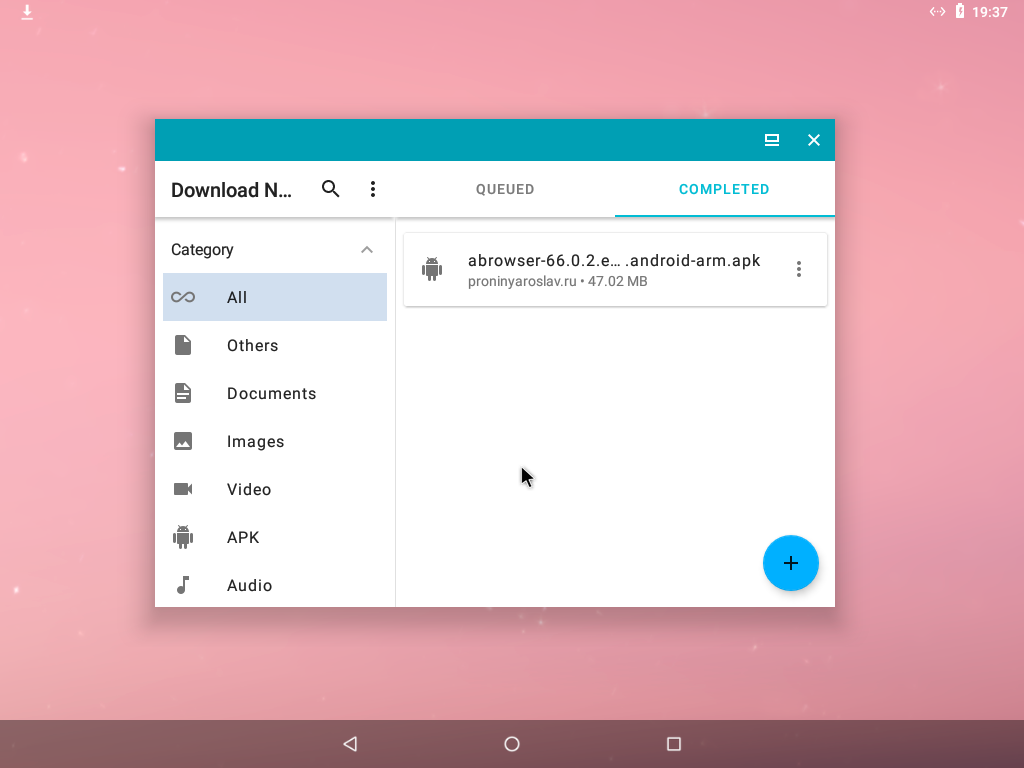 19:37
Download N...
QUEUED
COMPLETED
Category
All
Others
Documents
Images
Video
APK
Audio
abrowser-66.0.2.e... .android-arm.apk
proninyaroslav.ru • 47.02 MB